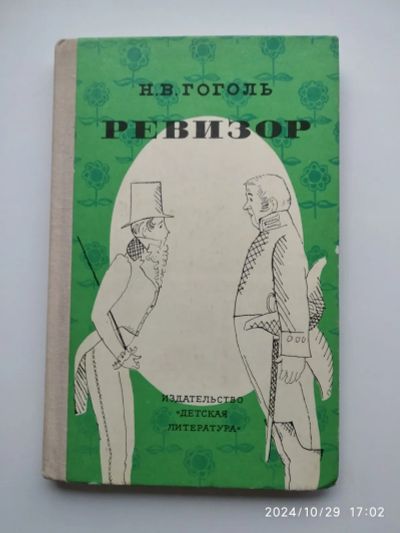 Н.В.ГОГОЛЬ
РЕВИЗОР
ИЗДАТЕЛЬСТВО
«ДЕТСКАЯ
ЛИТЕРАТУРА»
2024/10/29 17:02